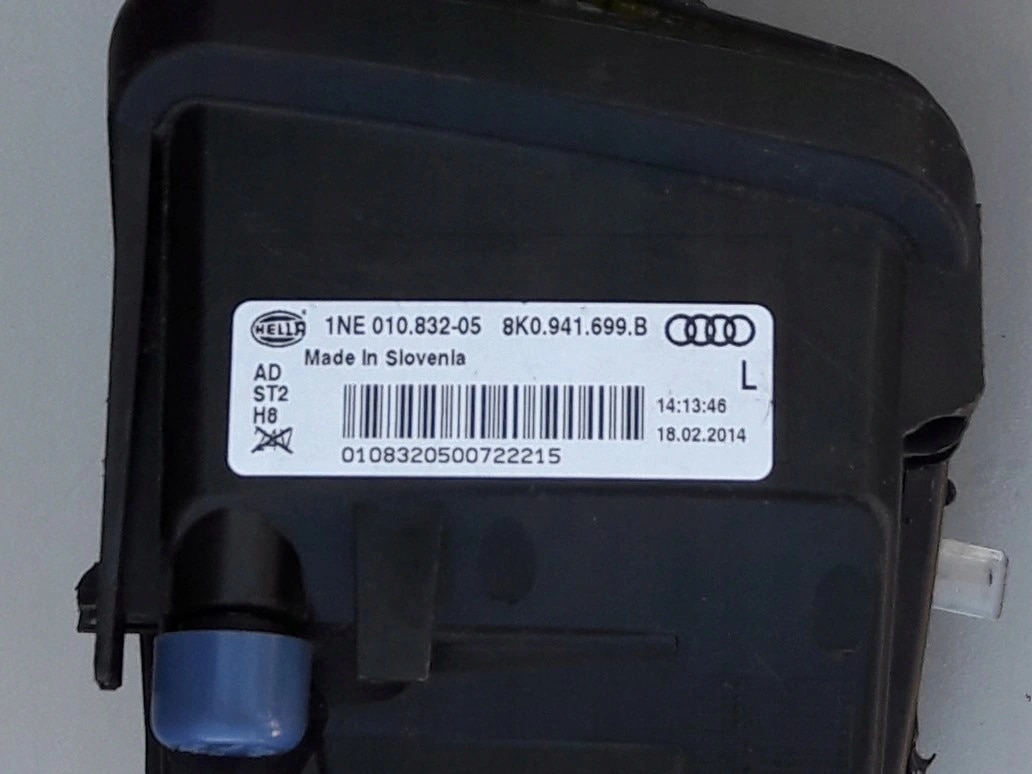 HELLA 1NE 010.832-05 8K0.941.699.B
Made In Slovenia
L
AD
ST2
H8
14:13:46
18.02.2014
0108320500722215